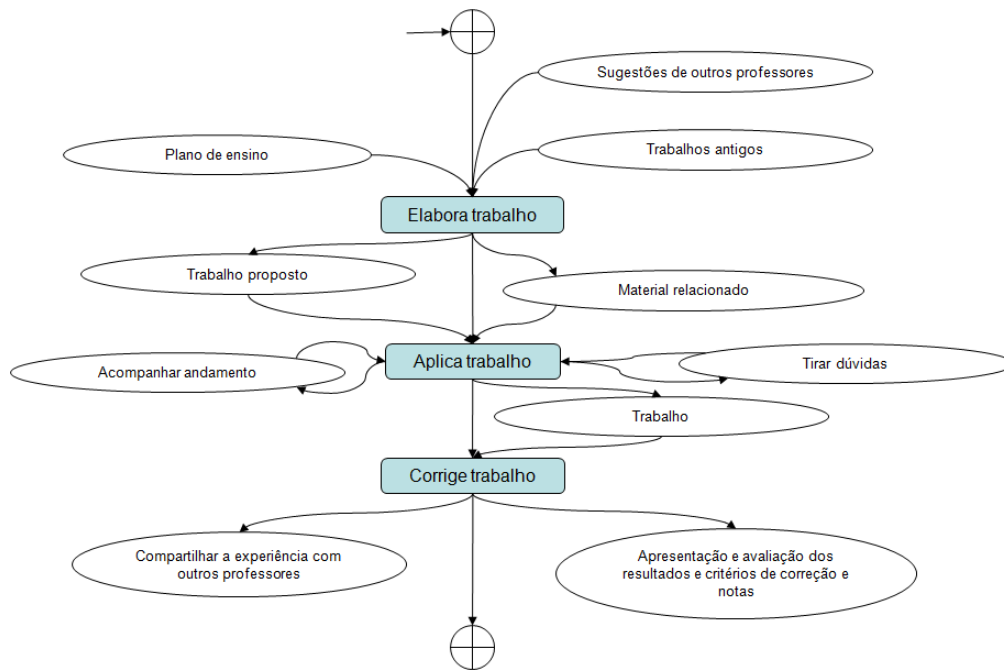 Sugestões de outros professores
Plano de ensino
Trabalhos antigos
Elabora trabalho
Trabalho proposto
Material relacionado
Aplica trabalho
Acompanhar andamento
Tirar dúvidas
Trabalho
Corrige trabalho
Compartilhar a experiência com
outros professores
Apresentação e avaliação dos
resultados e critérios de correção e
notas